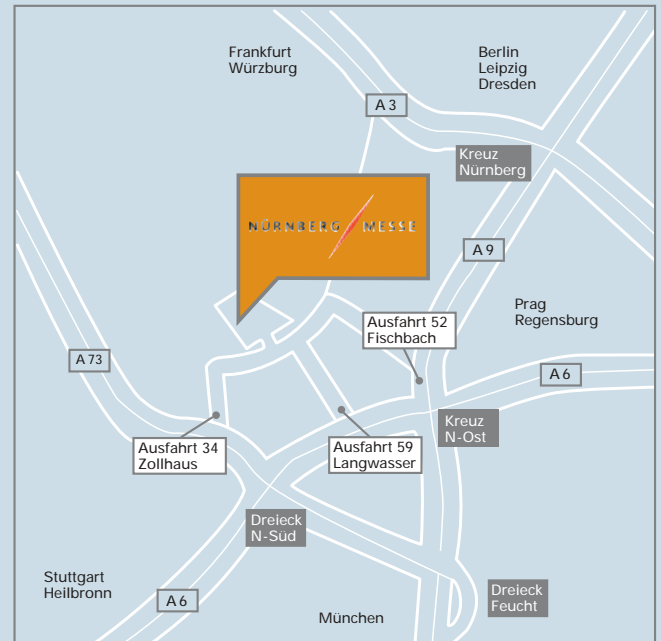 Frankfurt
Würzburg
Berlin
Leipzig
Dresden
A 3
Kreuz
Nürnberg
NÜRNBERG MESSE
A 9
Prag
Regensburg
Ausfahrt 52
Fischbach
A 73
A 6
Kreuz
N-Ost
Ausfahrt 34
Zollhaus
Ausfahrt 59
Langwasser
Dreieck
N-Süd
Stuttgart
Heilbronn
A 6
Dreieck
Feucht
München